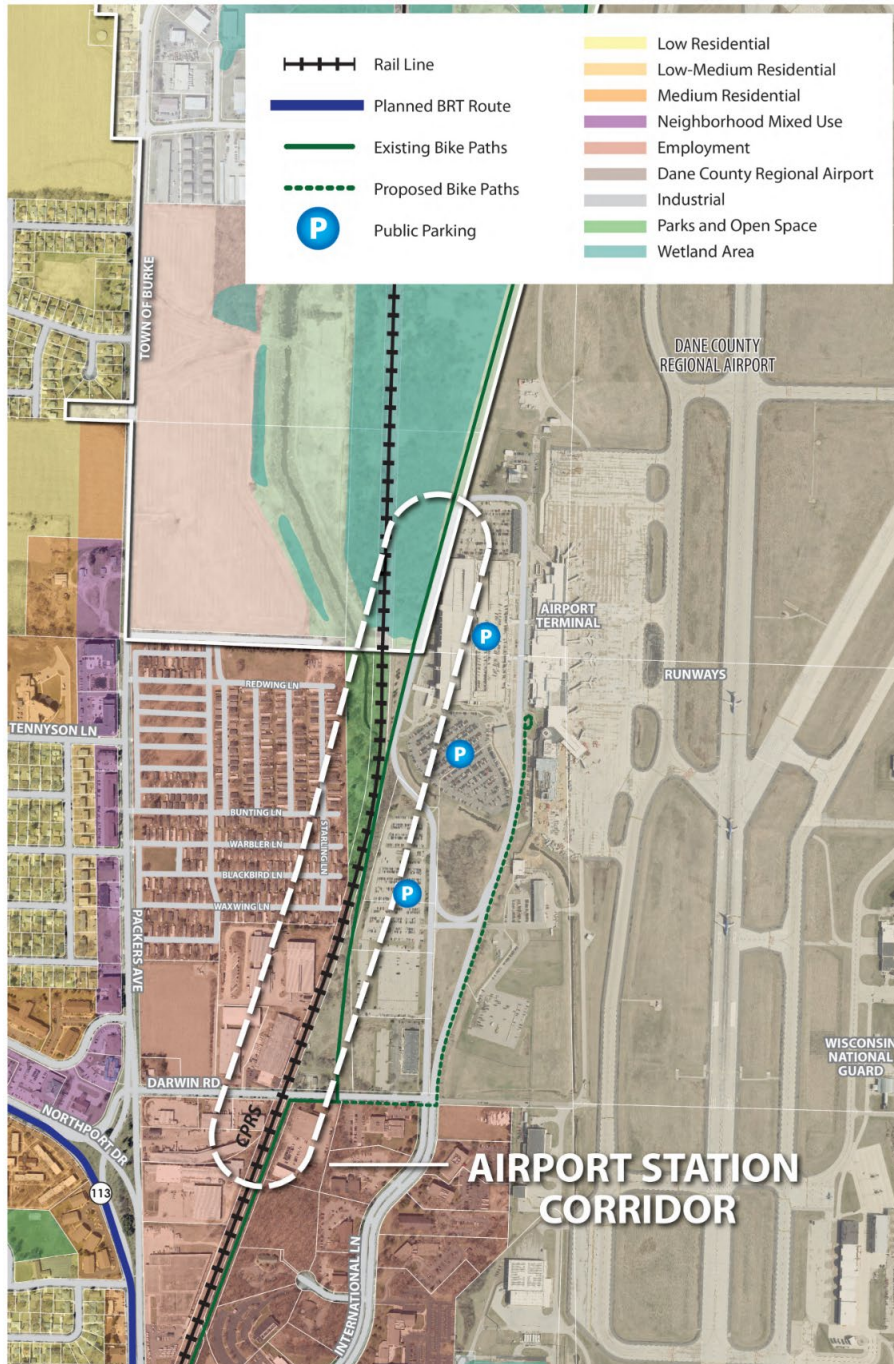 Rail Line
Planned BRT Route
Existing Bike Paths
Proposed Bike Paths
P
Public Parking
Low Residential
Low-Medium Residential
Medium Residential
Neighborhood Mixed Use
Employment
Dane County Regional Airport
Industrial
Parks and Open Space
Wetland Area
TOWN OF BURKE
DANE COUNTY
REGIONAL AIRPORT
AIRPORT
TERMINAL
P
RUNWAYS
REDWING LN
TENNYSON LN
P
BUNTING LN
STARLING LN
WARBLER LN
BLACKBIRD LN
P
WAXWING LN
PACKERS AVE
WISCONSIN
NATIONAL
GUARD
DARWIN RD
CPRS
NORTHPORT DR
113
AIRPORT STATION
CORRIDOR
INTERNATIONAL LN